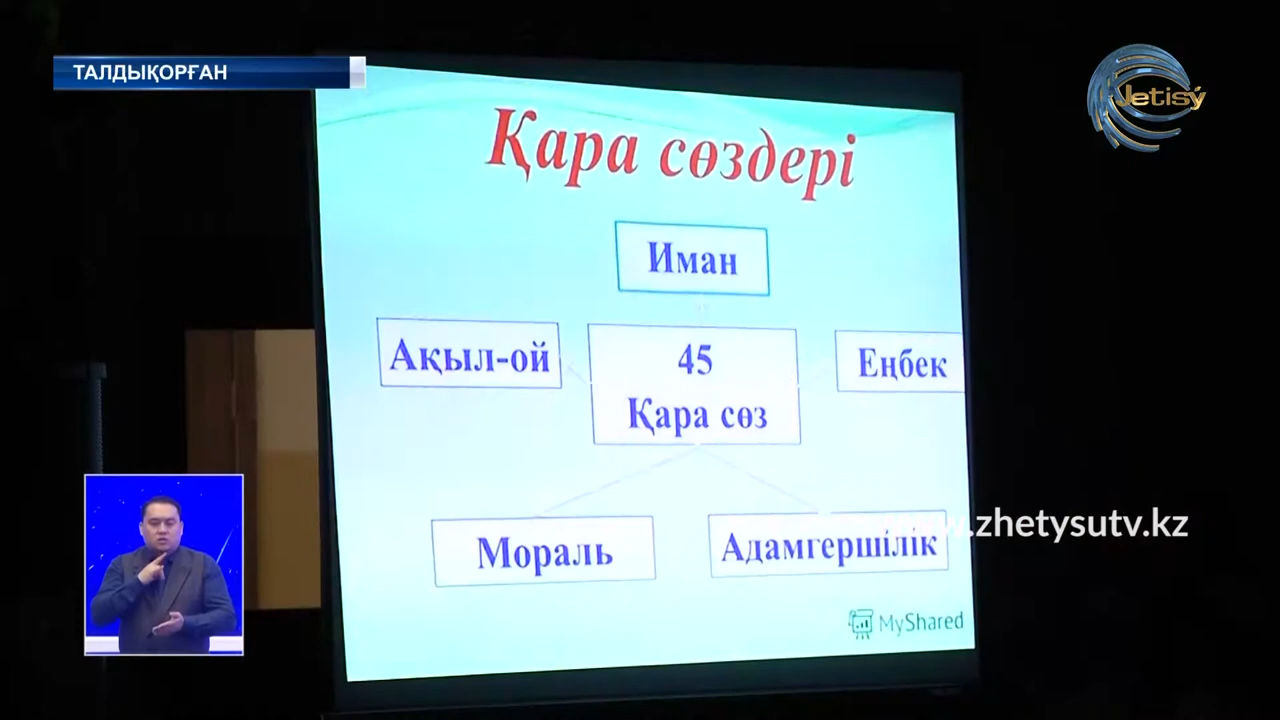 ТАЛДЫҚОРҒАН
Jetisý
Қара сөздері
Иман
Ақыл-ой
45
Қара сөз
Еңбек
Мораль
Адамгершілік
www.zhetysutv.kz
MyShared